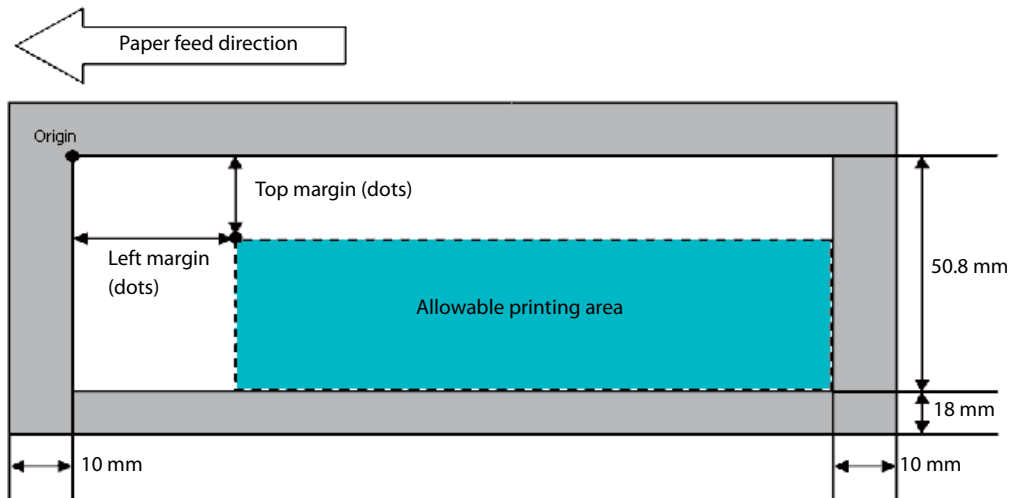 Paper feed direction
Origin
Top margin (dots)
Left margin
(dots)
50.8 mm
Allowable printing area
18 mm
10 mm
10 mm